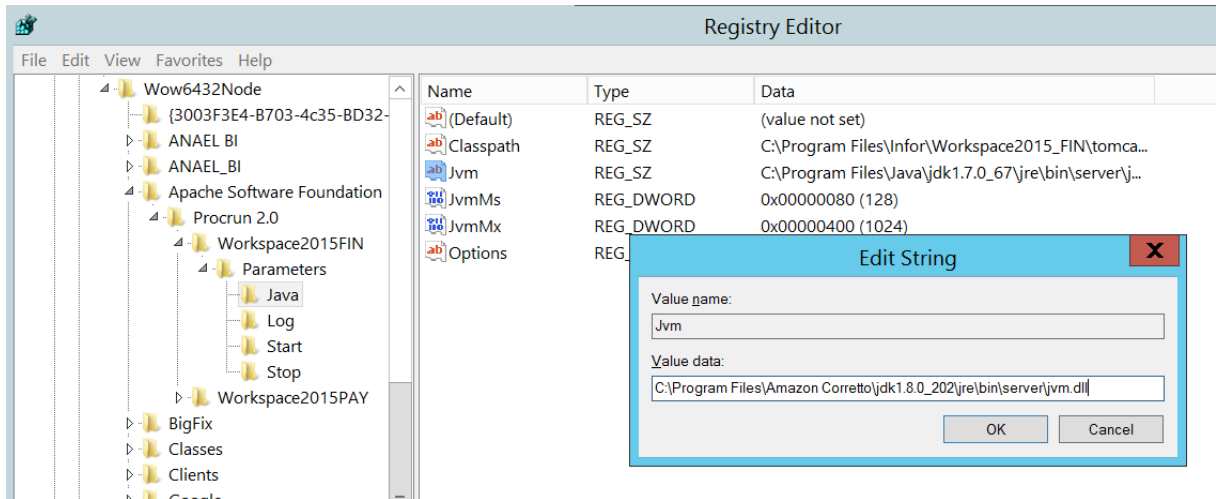 Registry Editor
File Edit View Favorites Help
Wow6432Node
{3003F3E4-B703-4c35-BD32-
ANAEL BI
ANAEL_BI
Apache Software Foundation
Procrun 2.0
Workspace2015FIN
Parameters
Java
Log
Start
Stop
Workspace2015PAY
BigFix
Classes
Clients
Name Type Data
(Default) REG_SZ (value not set)
Classpath REG_SZ C:\Program Files\Infor\Workspace2015_FIN\tomca...
Jvm REG_SZ C:\Program Files\Java\jdk1.7.0_67\jre\bin\server\j...
JvmMs REG_DWORD 0x00000080 (128)
JvmMx REG_DWORD 0x00000400 (1024)
Options REG_
Edit String
X
Value name:
Jvm
Value data:
C:\Program Files\Amazon Corretto\jdk1.8.0_202\jre\bin\server\jvm.dll
OK Cancel